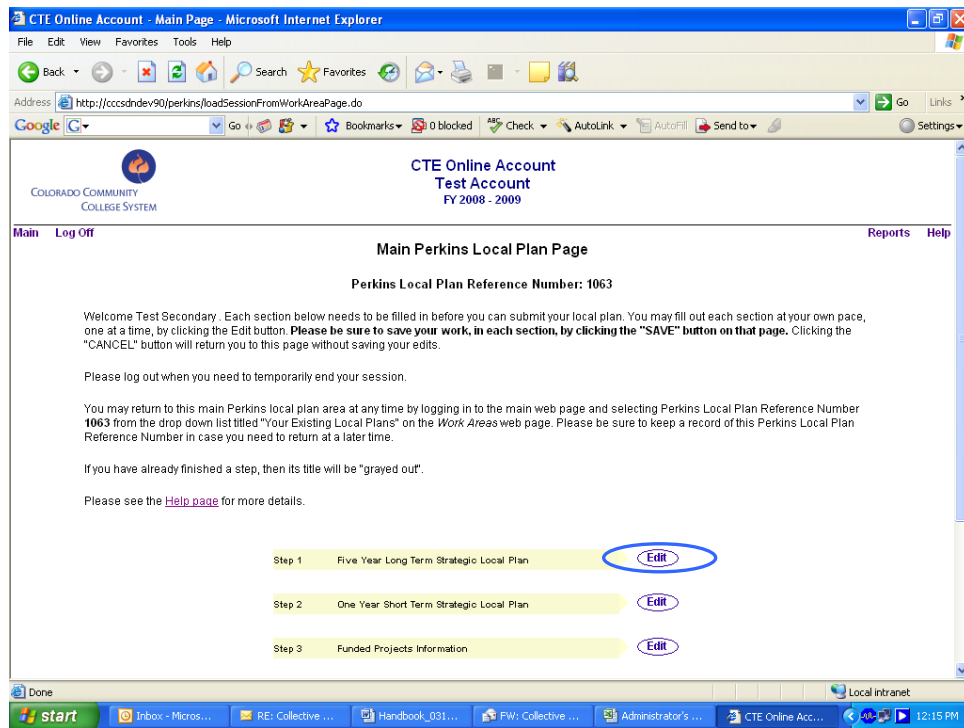 CTE Online Account - Main Page - Microsoft Internet Explorer
File Edit View Favorites Tools Help
Back Search Favorites
Address http://cccsdndev90/perkins/loadSessionFromWorkAreaPage.do Go Links
Google G Go Bookmarks 0 blocked ABC Check AutoLink AutoFill Send to Settings
COLORADO COMMUNITY
COLLEGE SYSTEM
CTE Online Account
Test Account
FY 2008 - 2009
Main Log Off Reports Help
Main Perkins Local Plan Page
Perkins Local Plan Reference Number: 1063
Welcome Test Secondary . Each section below needs to be filled in before you can submit your local plan. You may fill out each section at your own pace,
one at a time, by clicking the Edit button. Please be sure to save your work, in each section, by clicking the "SAVE" button on that page. Clicking the
"CANCEL" button will return you to this page without saving your edits.
Please log out when you need to temporarily end your session.
You may return to this main Perkins local plan area at any time by logging in to the main web page and selecting Perkins Local Plan Reference Number
1063 from the drop down list titled "Your Existing Local Plans" on the Work Areas web page. Please be sure to keep a record of this Perkins Local Plan
Reference Number in case you need to return at a later time.
If you have already finished a step, then its title will be "grayed out".
Please see the Help page for more details.
Step 1 Five Year Long Term Strategic Local Plan Edit
Step 2 One Year Short Term Strategic Local Plan Edit
Step 3 Funded Projects Information Edit
Done Local intranet
start Inbox - Micros... RE: Collective ... Handbook_031... FW: Collective ... Administrator's ... CTE Online Acc... 12:15 PM